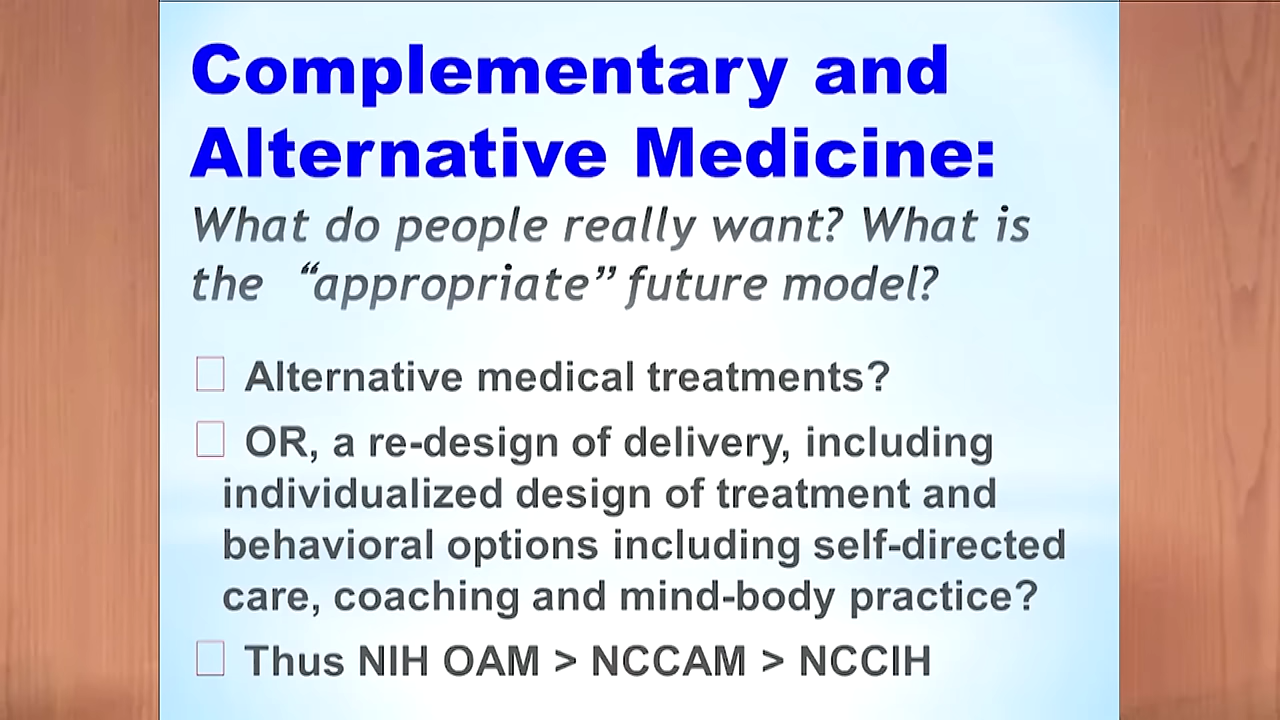 Complementary and
Alternative Medicine:
What do people really want? What is
the “appropriate” future model?
Alternative medical treatments?
OR, a re-design of delivery, including
individualized design of treatment and
behavioral options including self-directed
care, coaching and mind-body practice?
Thus NIH OAM > NCCAM > NCCIH